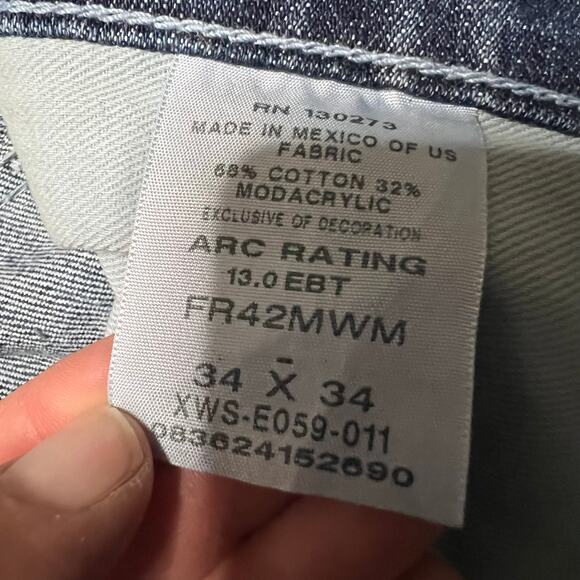 RN 130273
MADE IN MEXICO OF US
FABRIC
68% COTTON 32%
MODACRYLIC
EXCLUSIVE OF DECORATION
ARC RATING
13.0 EBT
FR42MWM
-
34 X 34
XWS-E059-011
083624152690